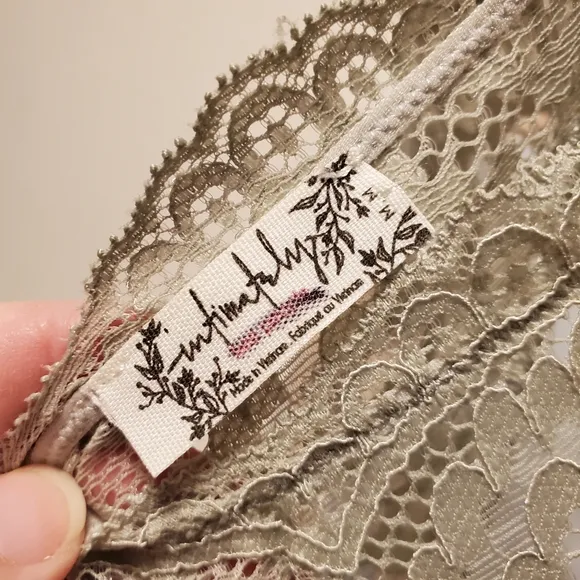 M M
intimately
Made in Vietnam . Fabriqué au Vietnam